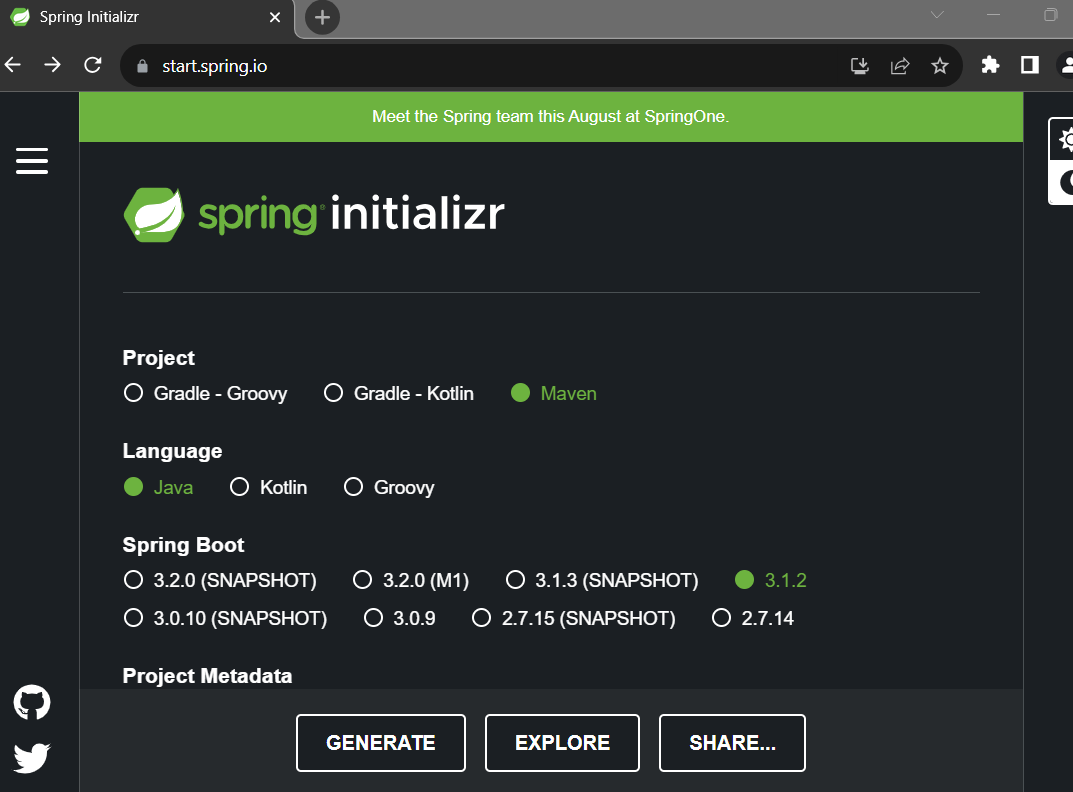 Spring Initializr
start.spring.io
Meet the Spring team this August at SpringOne.
spring initializr
Project
Gradle - Groovy Gradle - Kotlin Maven
Language
Java Kotlin Groovy
Spring Boot
3.2.0 (SNAPSHOT) 3.2.0 (M1) 3.1.3 (SNAPSHOT) 3.1.2
3.0.10 (SNAPSHOT) 3.0.9 2.7.15 (SNAPSHOT) 2.7.14
Project Metadata
GENERATE EXPLORE SHARE...